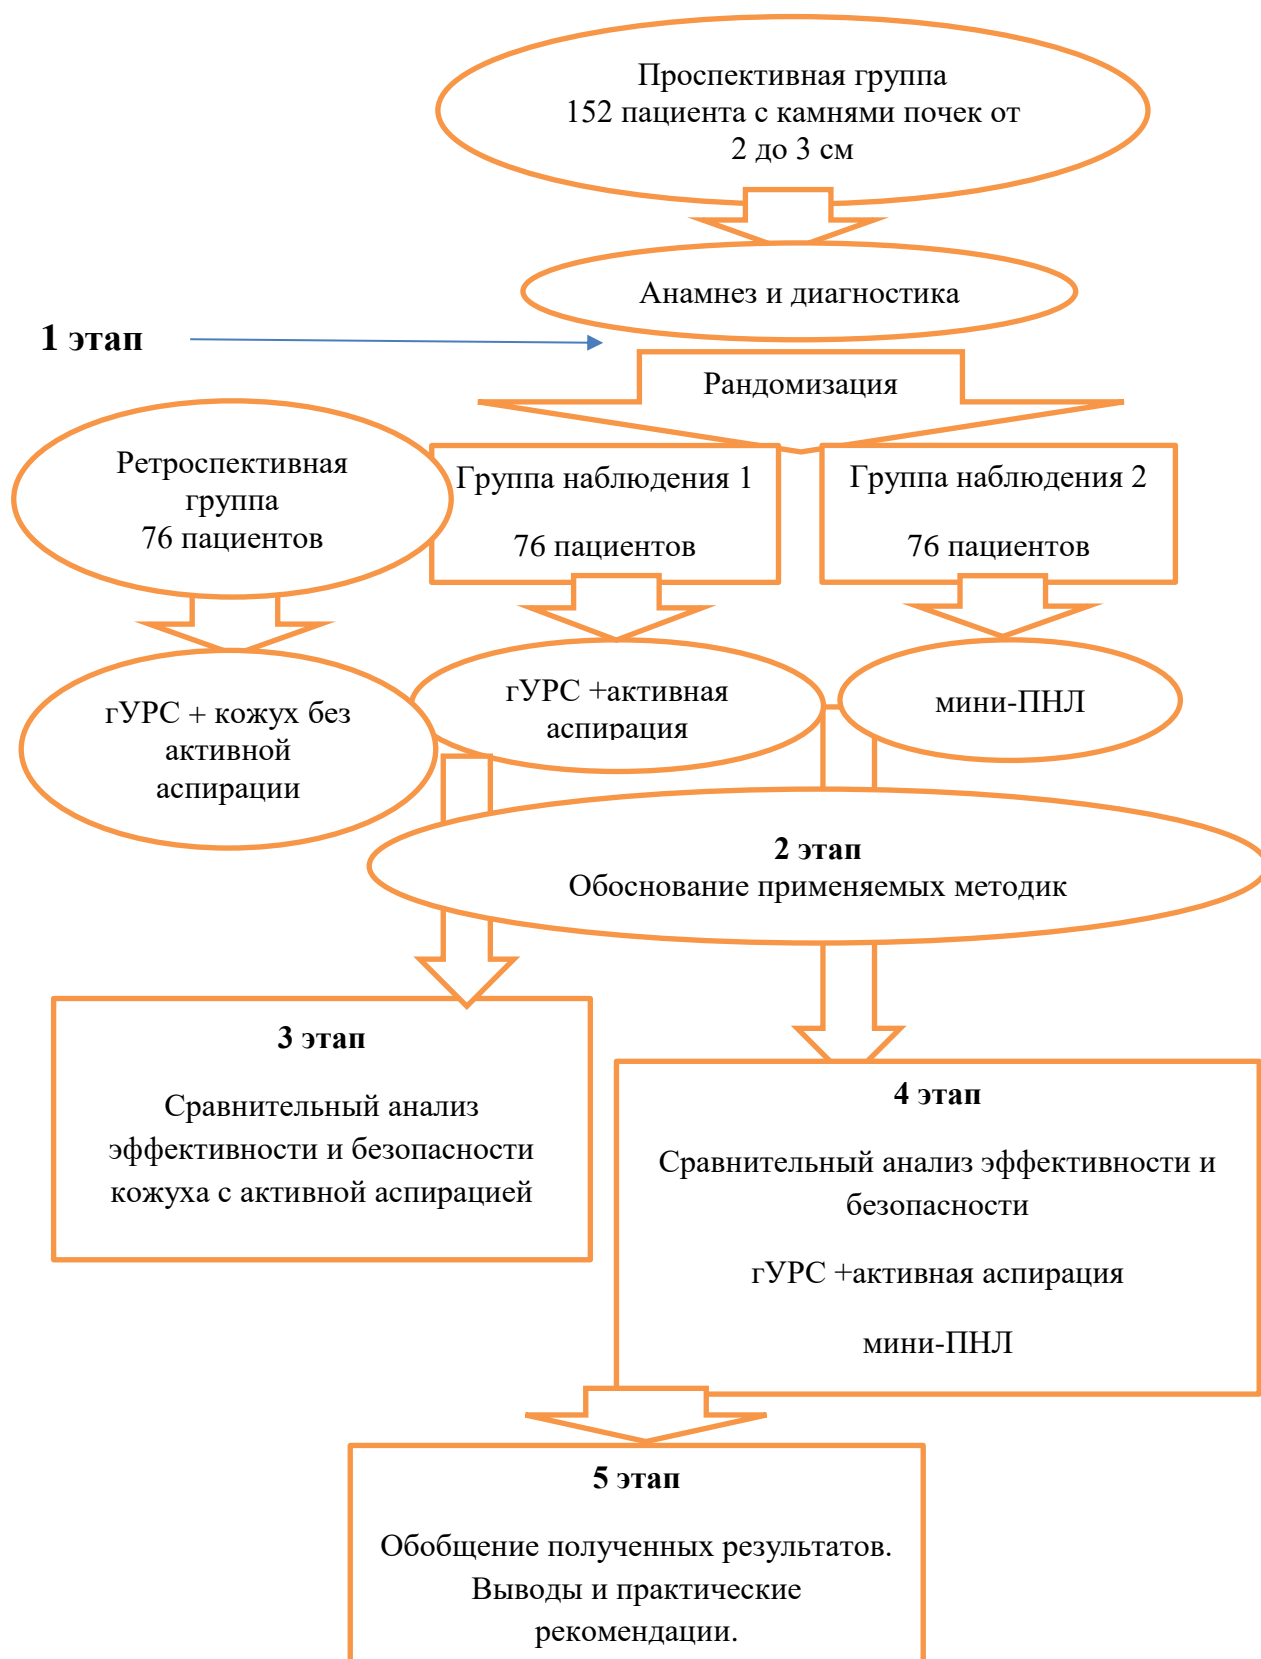 Проспективная группа
152 пациента с камнями почек от
2 до 3 см
Анамнез и диагностика
1 этап
Рандомизация
Ретроспективная
группа
76 пациентов
Группа наблюдения 1
76 пациентов
Группа наблюдения 2
76 пациентов
гУРС + кожух без
активной
аспирации
гУРС +активная
аспирация
мини-ПНЛ
2 этап
Обоснование применяемых методик
3 этап
Сравнительный анализ
эффективности и безопасности
кожуха с активной аспирацией
4 этап
Сравнительный анализ эффективности и
безопасности
гУРС +активная аспирация
мини-ПНЛ
5 этап
Обобщение полученных результатов.
Выводы и практические
рекомендации.